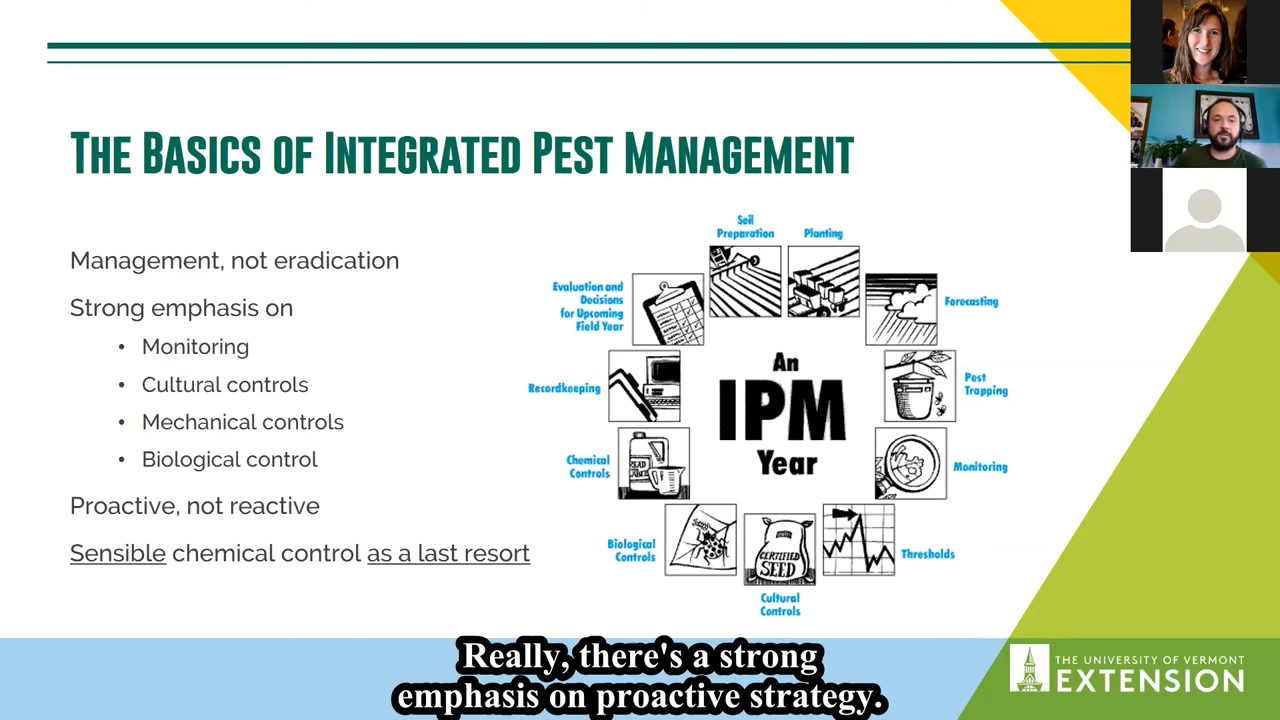 THE BASICS OF INTEGRATED PEST MANAGEMENT
Management, not eradication
Strong emphasis on
• Monitoring
• Cultural controls
• Mechanical controls
• Biological control
Proactive, not reactive
Sensible chemical control as a last resort
Soil
Preparation
Planting
Forecasting
Pest
Trapping
Monitoring
Thresholds
Cultural
Controls
Biological
Controls
Chemical
Controls
Recordkeeping
Evaluation and
Decisions
for Upcoming
Field Year
An
IPM
Year
READ
LABEL
CERTIFIED
SEED
Really, there's a strong
emphasis on proactive strategy.
THE UNIVERSITY OF VERMONT
EXTENSION